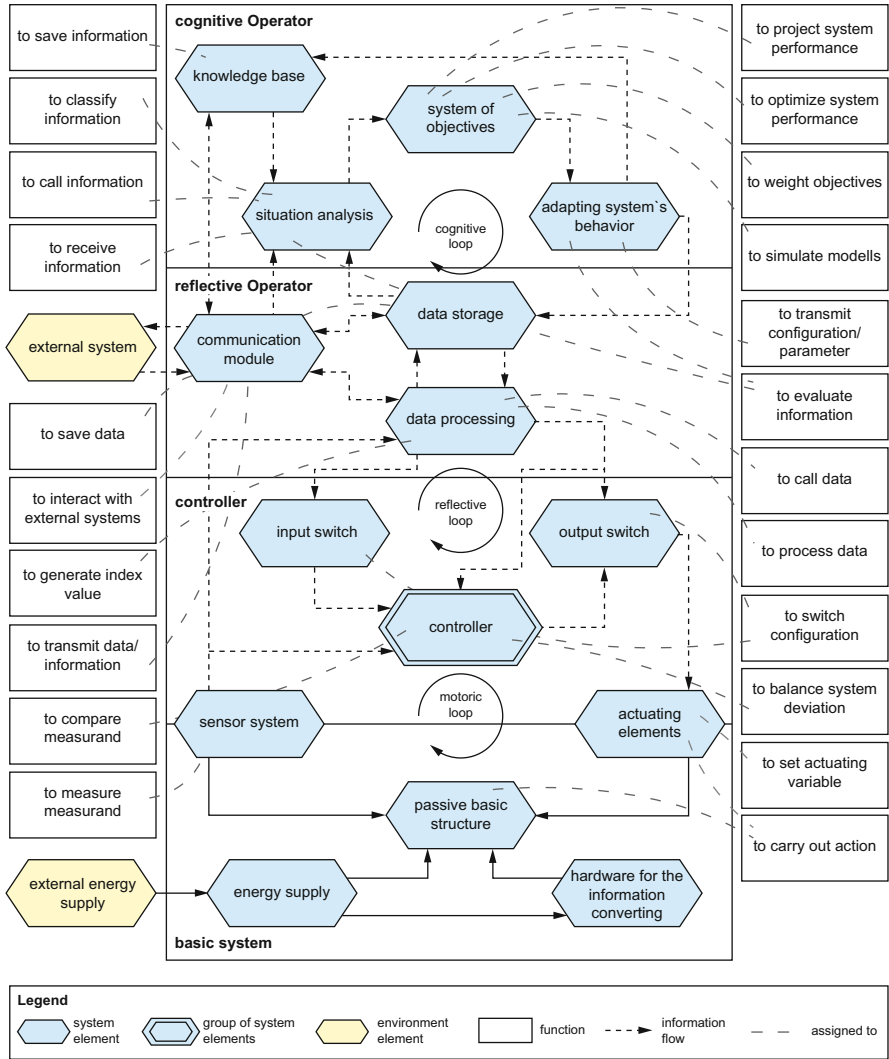 cognitive Operator
to save information
knowledge base
to project system
performance
to classify
information
system
of objectives
to optimize system
performance
to call information
situation analysis
adapting system`s
behavior
to weight objectives
cognitive
loop
to receive
information
to simulate modells
reflective Operator
data storage
external system
communication
module
to transmit
configuration/
parameter
data processing
to evaluate
information
to save data
to call data
to interact with
external systems
controller
input switch
reflective
loop
output switch
to process data
to generate index
value
controller
to switch
configuration
to transmit data/
information
to balance system
deviation
sensor system
motoric
loop
actuating
elements
to compare
measurand
to set actuating
variable
to measure
measurand
passive basic
structure
to carry out action
external energy
supply
energy supply
hardware for the
information
converting
basic system
Legend
system
element
group of system
elements
environment
element
function
information
flow
assigned to